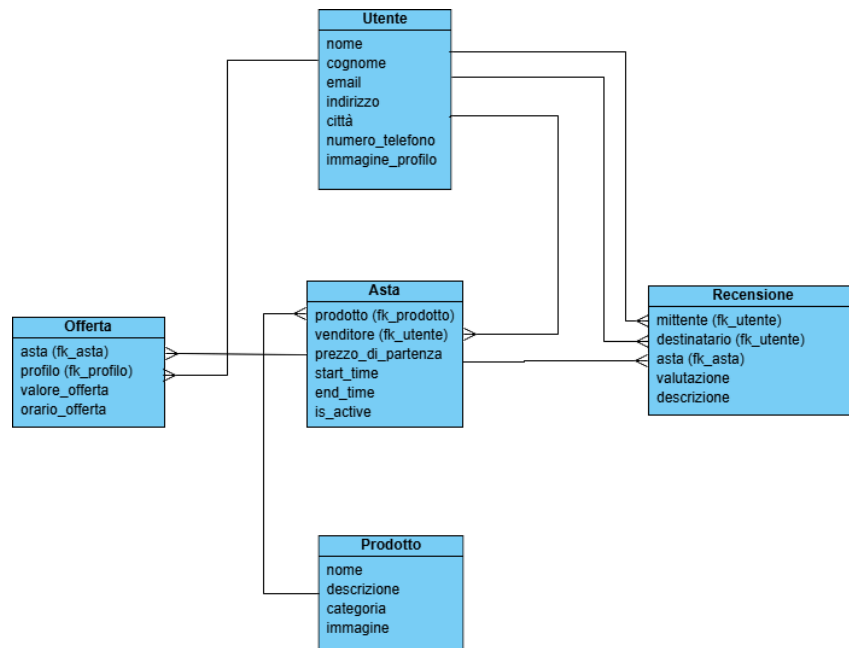 Utente
nome
cognome
email
indirizzo
città
numero_telefono
immagine_profilo
Asta
prodotto (fk_prodotto)
venditore (fk_utente)
prezzo_di_partenza
start_time
end_time
is_active
Recensione
mittente (fk_utente)
destinatario (fk_utente)
asta (fk_asta)
valutazione
descrizione
Offerta
asta (fk_asta)
profilo (fk_profilo)
valore_offerta
orario_offerta
Prodotto
nome
descrizione
categoria
immagine